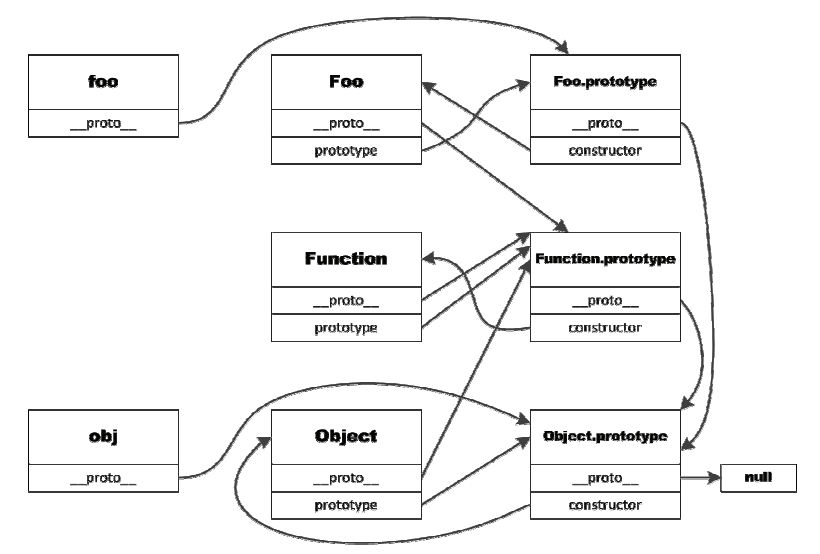 foo
__proto__
Foo
__proto__
prototype
Foo.prototype
__proto__
constructor
Function
__proto__
prototype
Function.prototype
__proto__
constructor
obj
__proto__
Object
__proto__
prototype
Object.prototype
__proto__
constructor
null